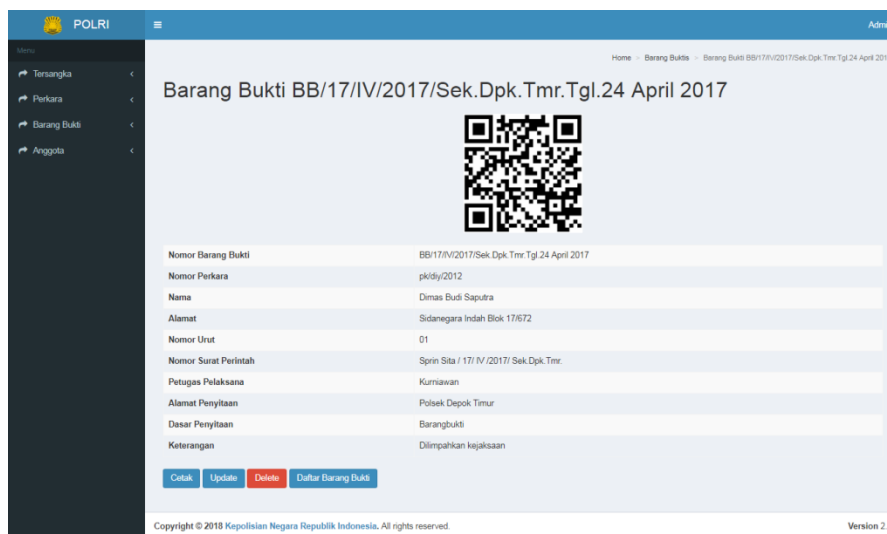 POLRI
Admi
Menu
Home > Barang Buktis > Barang Bukti BB/17/IV/2017/Sek.Dpk.Tmr.Tgl.24 April 201
Tersangka
Perkara
Barang Bukti
Anggota
Barang Bukti BB/17/IV/2017/Sek.Dpk.Tmr.Tgl.24 April 2017
Nomor Barang Bukti BB/17/IV/2017/Sek.Dpk.Tmr.Tgl.24 April 2017
Nomor Perkara pk/diy/2012
Nama Dimas Budi Saputra
Alamat Sidanegara Indah Blok 17/672
Nomor Urut 01
Nomor Surat Perintah Sprin Sita / 17/ IV /2017/ Sek.Dpk.Tmr.
Petugas Pelaksana Kurniawan
Alamat Penyitaan Polsek Depok Timur
Dasar Penyitaan Barangbukti
Keterangan Dilimpahkan kejaksaan
Cetak Update Delete Daftar Barang Bukti
Copyright © 2018 Kepolisian Negara Republik Indonesia. All rights reserved. Version 2.